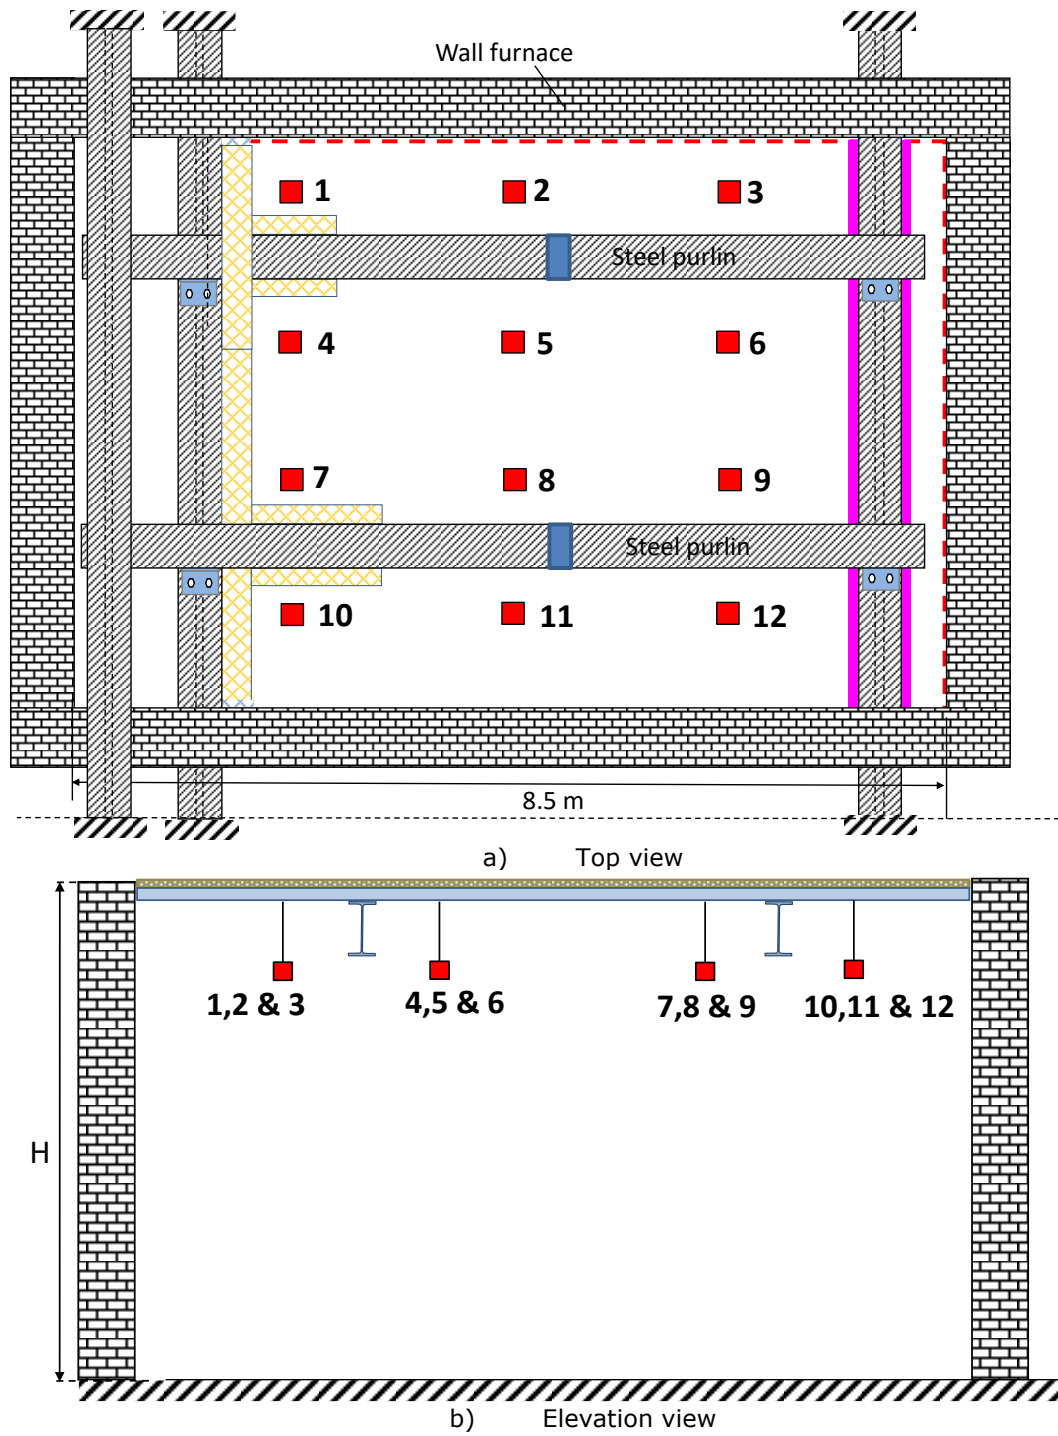 Wall furnace
1 2 3
Steel purlin
4 5 6
7 8 9
Steel purlin
10 11 12
8.5 m
a) Top view
1,2 & 3 4,5 & 6 7,8 & 9 10,11 & 12
H
b) Elevation view